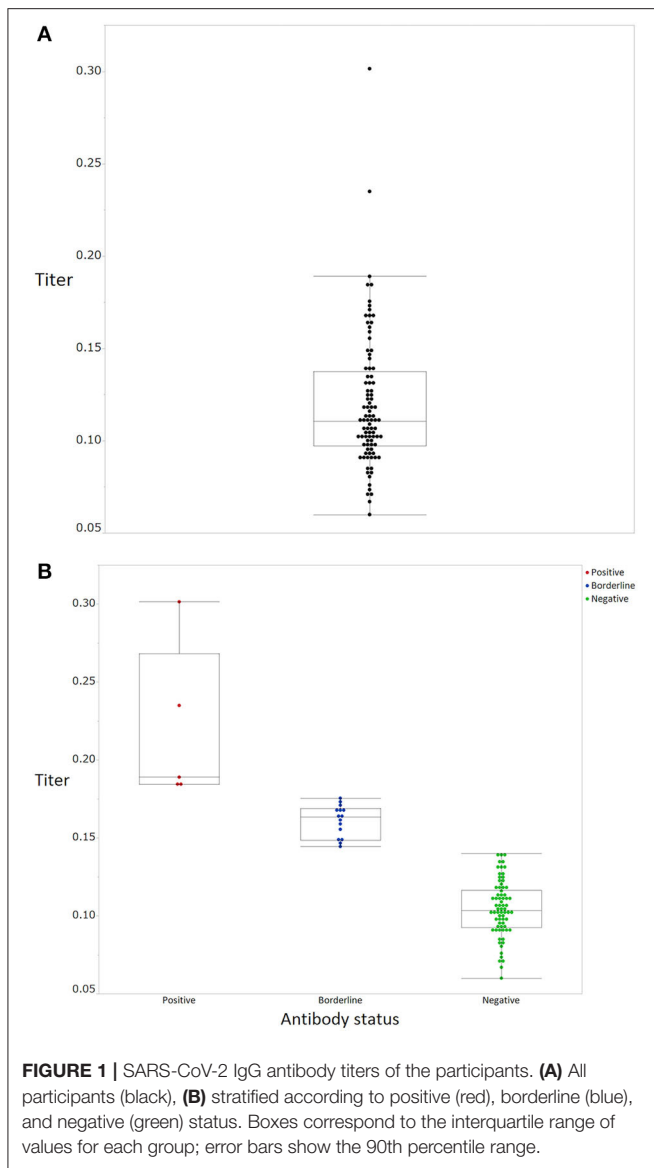 A
0.30
0.25
0.20
Titer
0.15
0.10
0.05
B
Positive
Borderline
Negative
0.30
0.25
0.20
Titer
0.15
0.10
0.05
Positive Borderline Negative
Antibody status
FIGURE 1 | SARS-CoV-2 IgG antibody titers of the participants. (A) All
participants (black), (B) stratified according to positive (red), borderline (blue),
and negative (green) status. Boxes correspond to the interquartile range of
values for each group; error bars show the 90th percentile range.